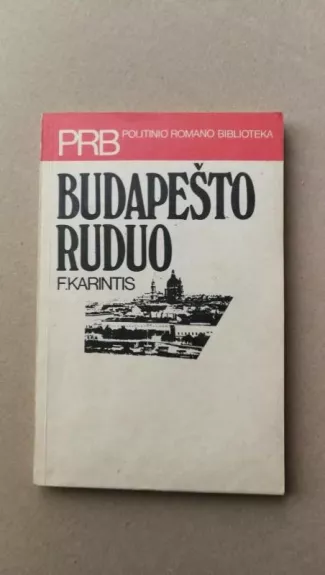 PRB POLITINIO ROMANO BIBLIOTEKA
BUDAPEŠTO
RUDUO
F.KARINTIS